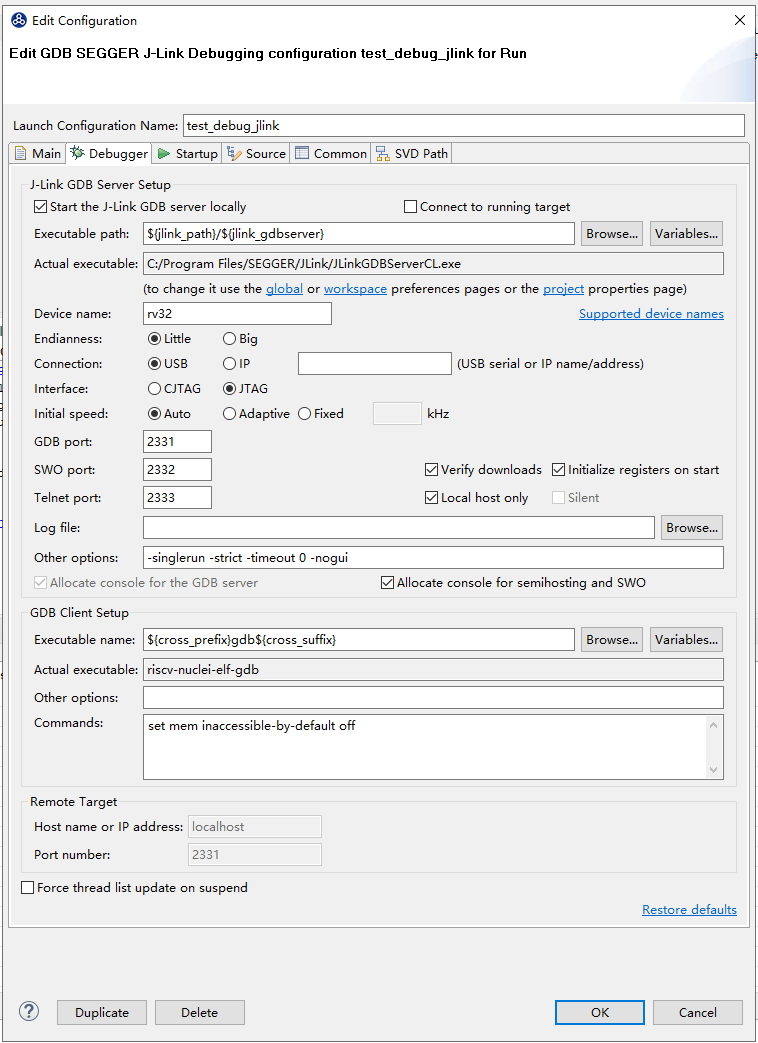 Edit Configuration
Edit GDB SEGGER J-Link Debugging configuration test_debug_jlink for Run
Launch Configuration Name: test_debug_jlink
Main Debugger Startup Source Common SVD Path
J-Link GDB Server Setup
Start the J-Link GDB server locally Connect to running target
Executable path: ${jlink_path}/${jlink_gdbserver} Browse... Variables...
Actual executable: C:/Program Files/SEGGER/JLink/JLinkGDBServerCL.exe
(to change it use the global or workspace preferences pages or the project properties page)
Device name: rv32 Supported device names
Endianness: Little Big
Connection: USB IP (USB serial or IP name/address)
Interface: CJTAG JTAG
Initial speed: Auto Adaptive Fixed kHz
GDB port: 2331
SWO port: 2332 Verify downloads Initialize registers on start
Telnet port: 2333 Local host only Silent
Log file: Browse...
Other options: -singlerun -strict -timeout 0 -nogui
Allocate console for the GDB server Allocate console for semihosting and SWO
GDB Client Setup
Executable name: ${cross_prefix}gdb${cross_suffix} Browse... Variables...
Actual executable: riscv-nuclei-elf-gdb
Other options:
Commands: set mem inaccessible-by-default off
Remote Target
Host name or IP address: localhost
Port number: 2331
Force thread list update on suspend
Restore defaults
? Duplicate Delete OK Cancel